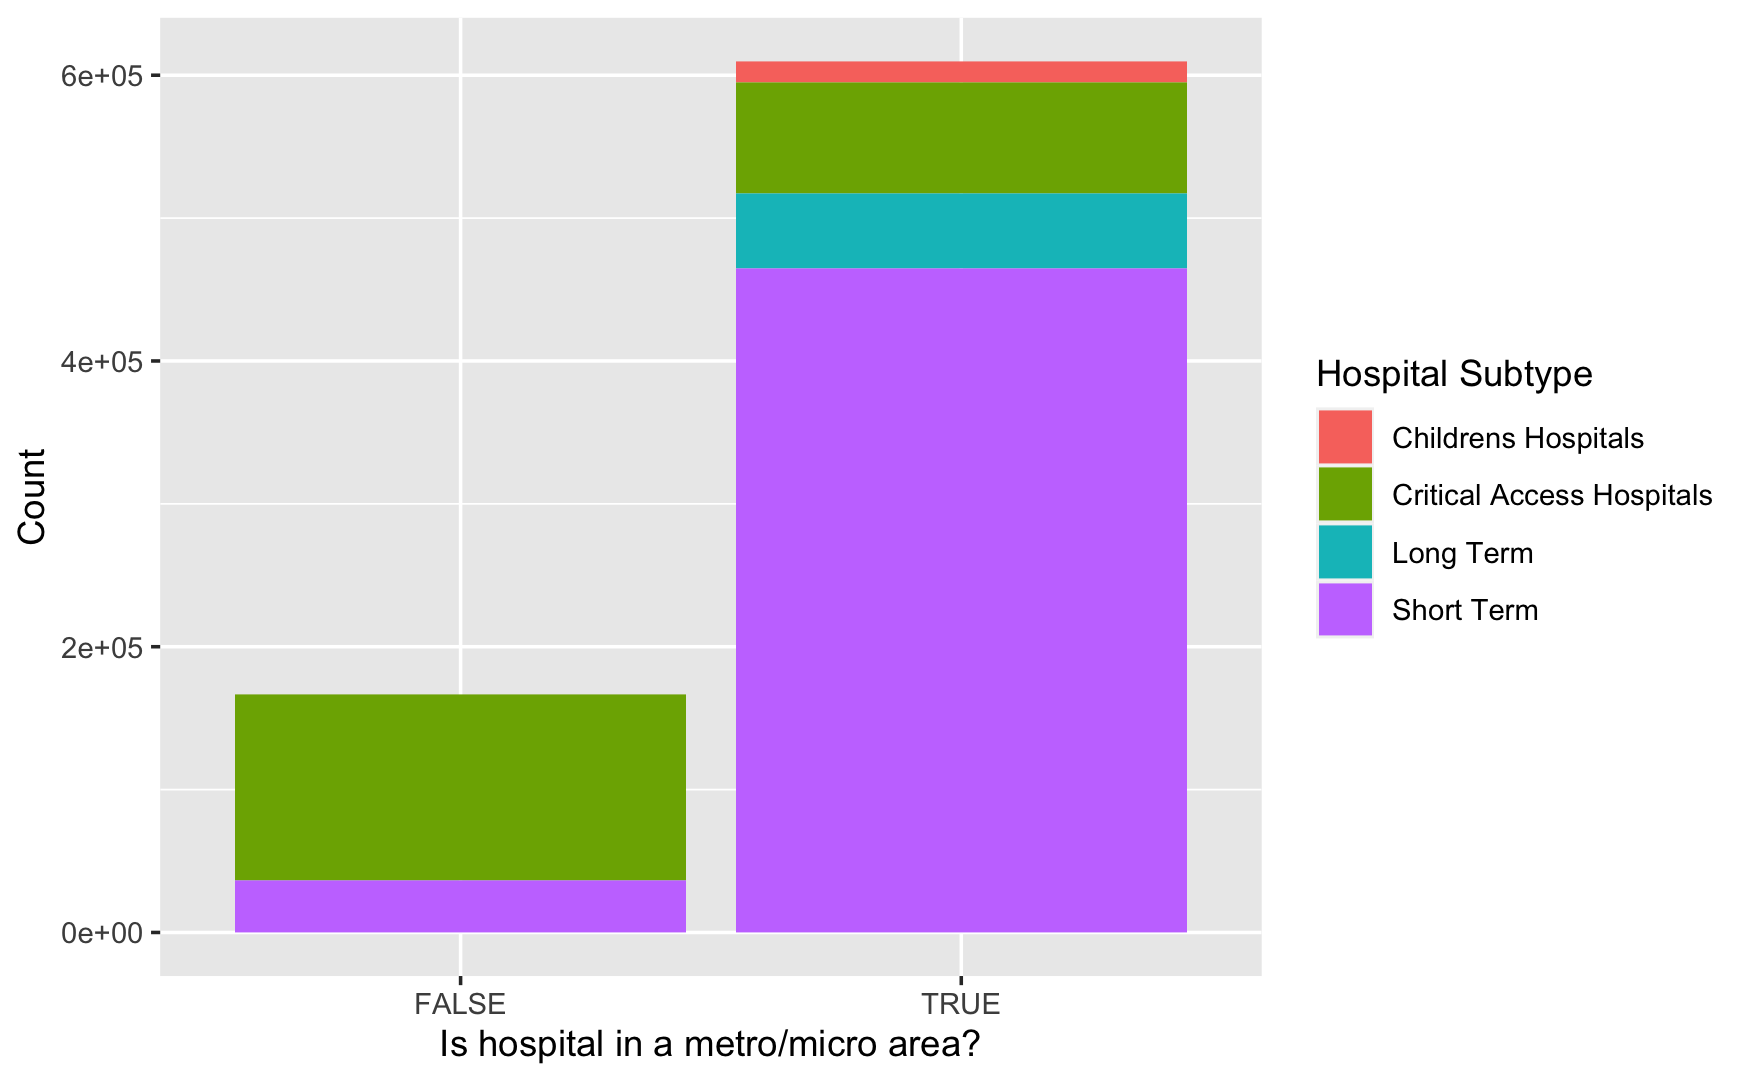 6e+05
4e+05
2e+05
0e+00
Count
FALSE
TRUE
Is hospital in a metro/micro area?
Hospital Subtype
Childrens Hospitals
Critical Access Hospitals
Long Term
Short Term